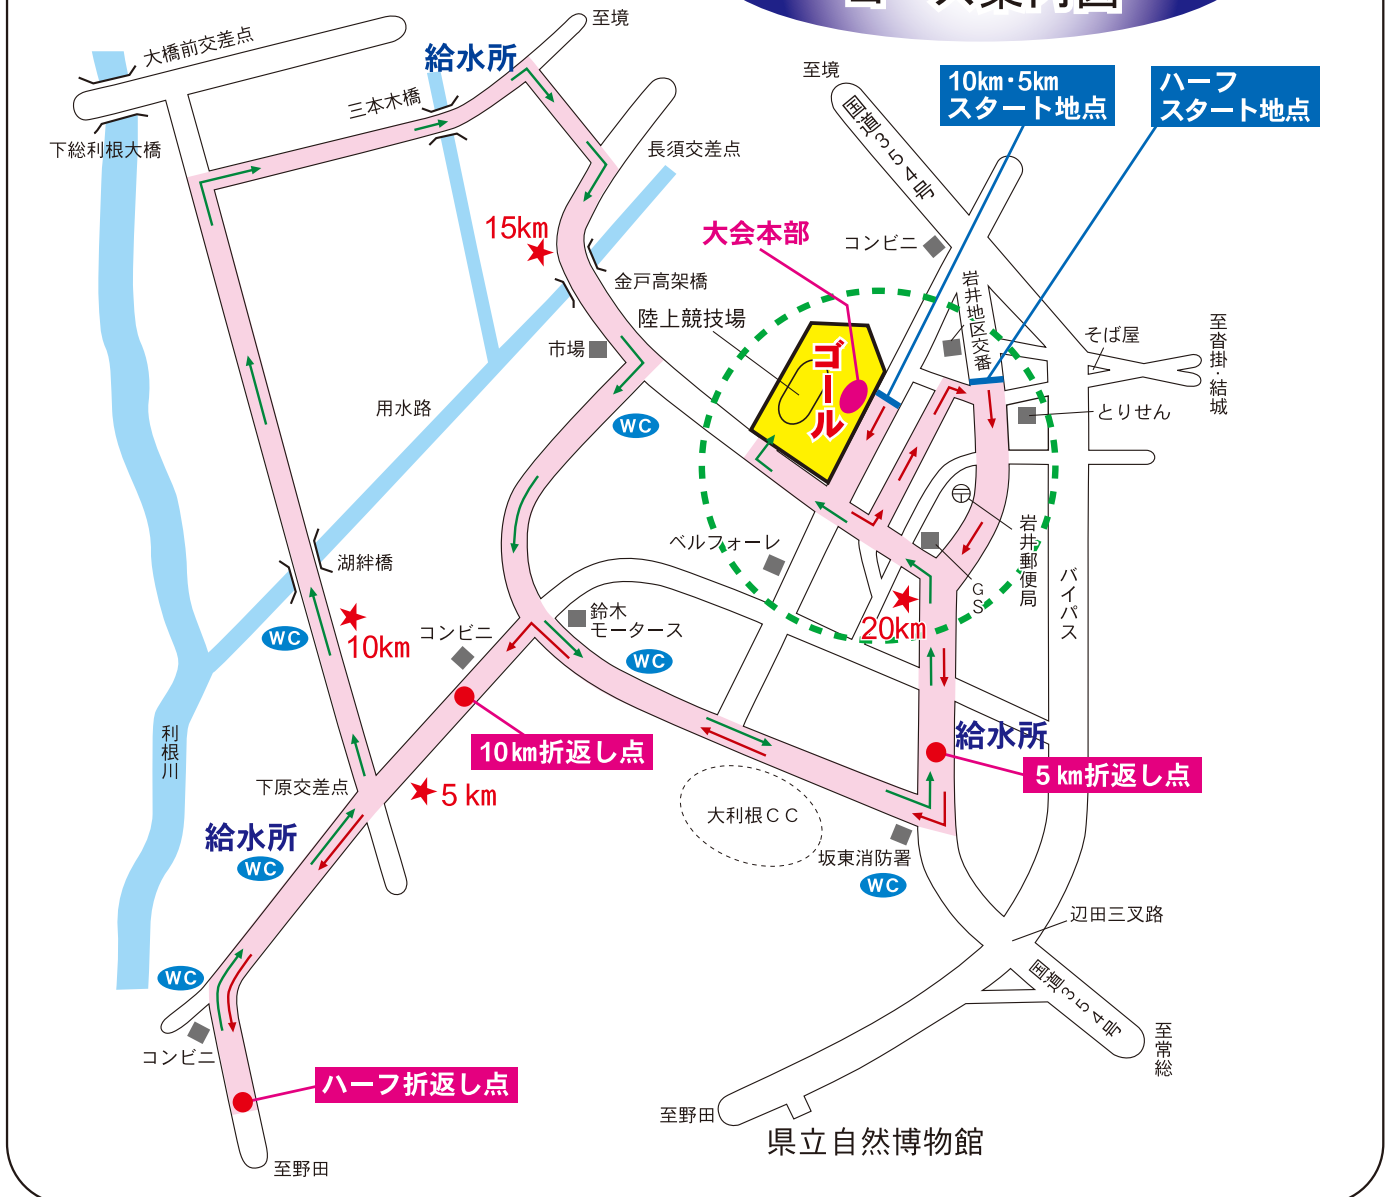 コース案内図
至境
大橋前交差点
給水所
三本木橋
下総利根大橋
長須交差点
至境
国道354号
10km・5km
スタート地点
ハーフ
スタート地点
15km
大会本部
コンビニ
金戸高架橋
陸上競技場
岩井地区交番
市場
ゴール
そば屋
至沓掛・結城
用水路
WC
とりせん
湖絆橋
ベルフォーレ
〒
岩井郵便局
GS
バイパス
WC
10km
コンビニ
鈴木
モータース
WC
20km
利根川
10km折返し点
給水所
5km折返し点
下原交差点
5km
給水所
WC
大利根CC
坂東消防署
WC
辺田三叉路
国道354号
WC
コンビニ
至常総
ハーフ折返し点
至野田
県立自然博物館
至野田